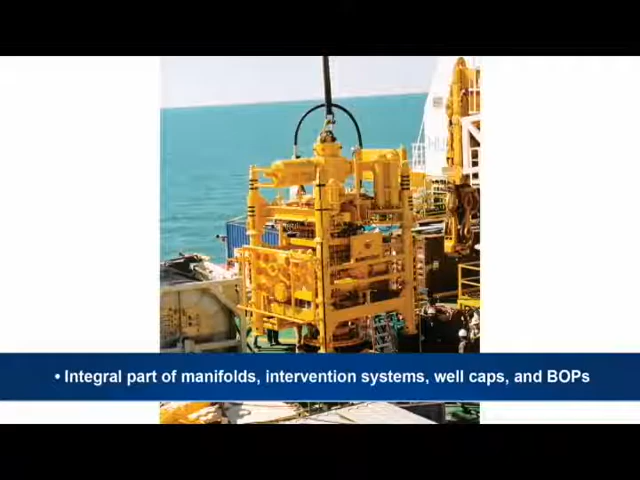 • Integral part of manifolds, intervention systems, well caps, and BOPs